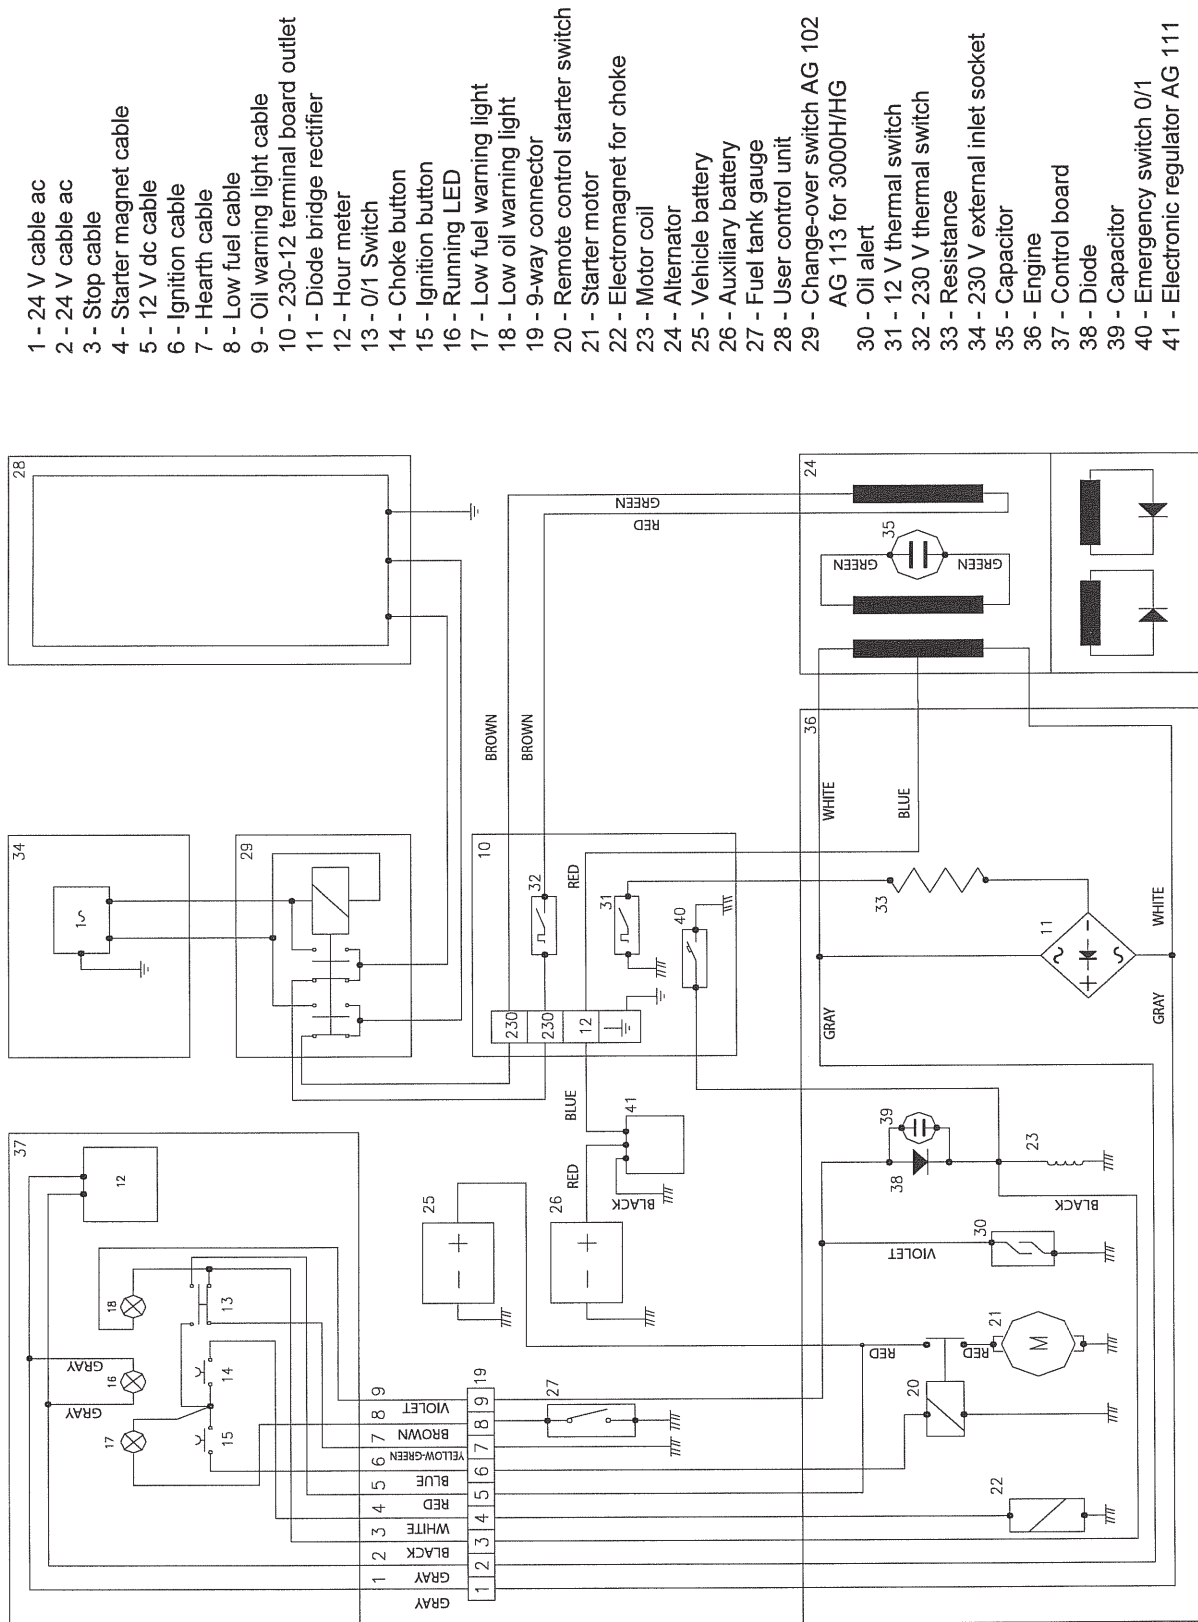 1 - 24 V cable ac
2 - 24 V cable ac
3 - Stop cable
4 - Starter magnet cable
5 - 12 V dc cable
6 - Ignition cable
7 - Hearth cable
8 - Low fuel cable
9 - Oil warning light cable
10 - 230-12 terminal board outlet
11 - Diode bridge rectifier
12 - Hour meter
13 - 0/1 Switch
14 - Choke button
15 - Ignition button
16 - Running LED
17 - Low fuel warning light
18 - Low oil warning light
19 - 9-way connector
20 - Remote control starter switch
21 - Starter motor
22 - Electromagnet for choke
23 - Motor coil
24 - Alternator
25 - Vehicle battery
26 - Auxiliary battery
27 - Fuel tank gauge
28 - User control unit
29 - Change-over switch AG 102
AG 113 for 3000H/HG
30 - Oil alert
31 - 12 V thermal switch
32 - 230 V thermal switch
33 - Resistance
34 - 230 V external inlet socket
35 - Capacitor
36 - Engine
37 - Control board
38 - Diode
39 - Capacitor
40 - Emergency switch 0/1
41 - Electronic regulator AG 111
28
34
29
37
12
18
16
17
13
14
15
GRAY
GRAY
9
8
7
6
5
4
3
2
1
VIOLET
BROWN
YELLOW-GREEN
BLUE
RED
WHITE
BLACK
GRAY
GRAY
19
9
8
7
6
5
4
3
2
1
25
+
−
26
+
−
27
41
BLUE
RED
BLACK
10
230
230
12
32
31
40
RED
BROWN
BROWN
GREEN
RED
24
35
GREEN
GREEN
36
WHITE
BLUE
33
11
+
−
WHITE
GRAY
GRAY
39
38
23
BLACK
30
VIOLET
21
M
RED
RED
20
22